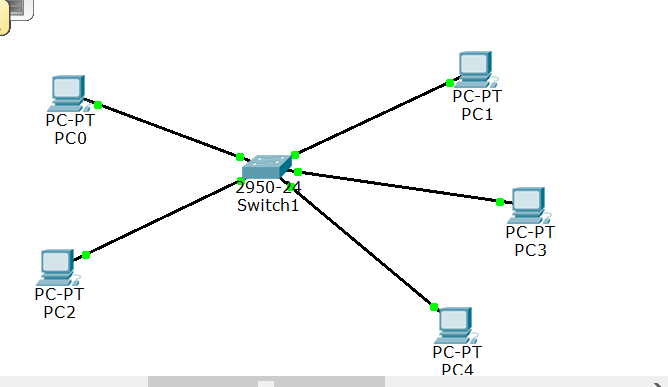 PC-PT
PC1
PC-PT
PC0
2950-24
Switch1
PC-PT
PC3
PC-PT
PC2
PC-PT
PC4